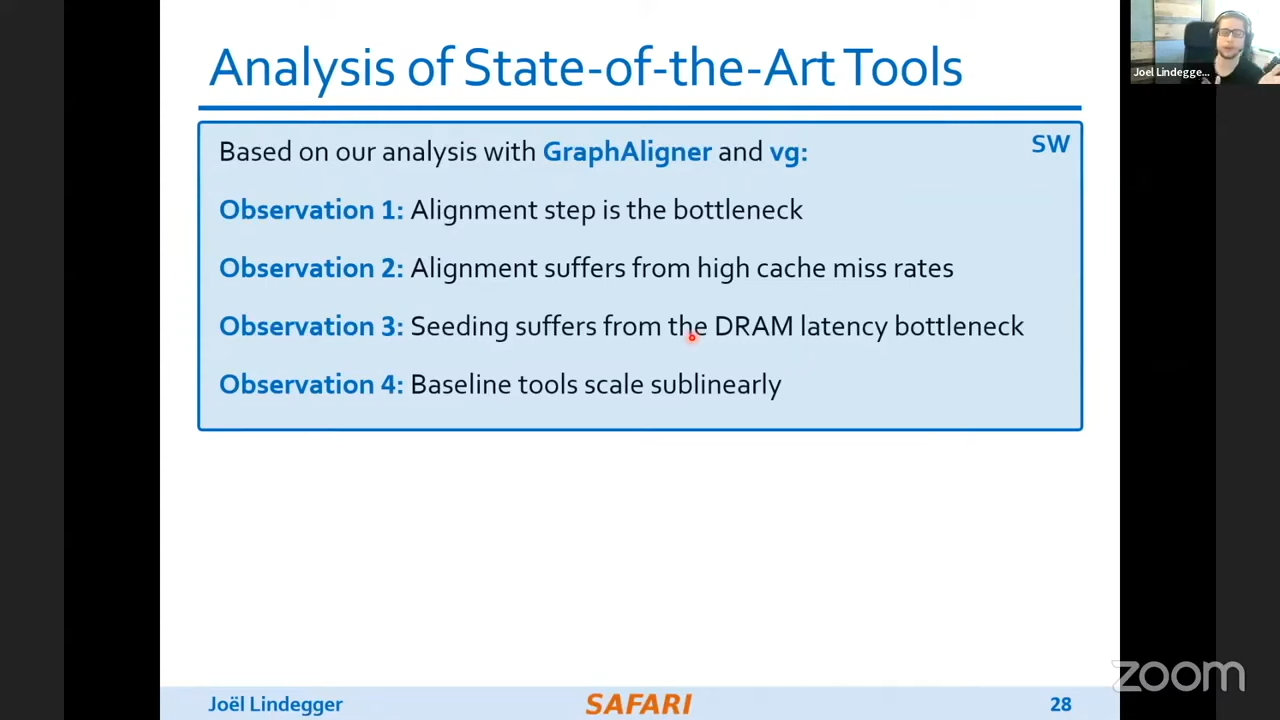 Analysis of State-of-the-Art Tools
Joel Lindegge...
Based on our analysis with GraphAligner and vg:
SW
Observation 1: Alignment step is the bottleneck
Observation 2: Alignment suffers from high cache miss rates
Observation 3: Seeding suffers from the DRAM latency bottleneck
Observation 4: Baseline tools scale sublinearly
zoom
Joël Lindegger
SAFARI
28